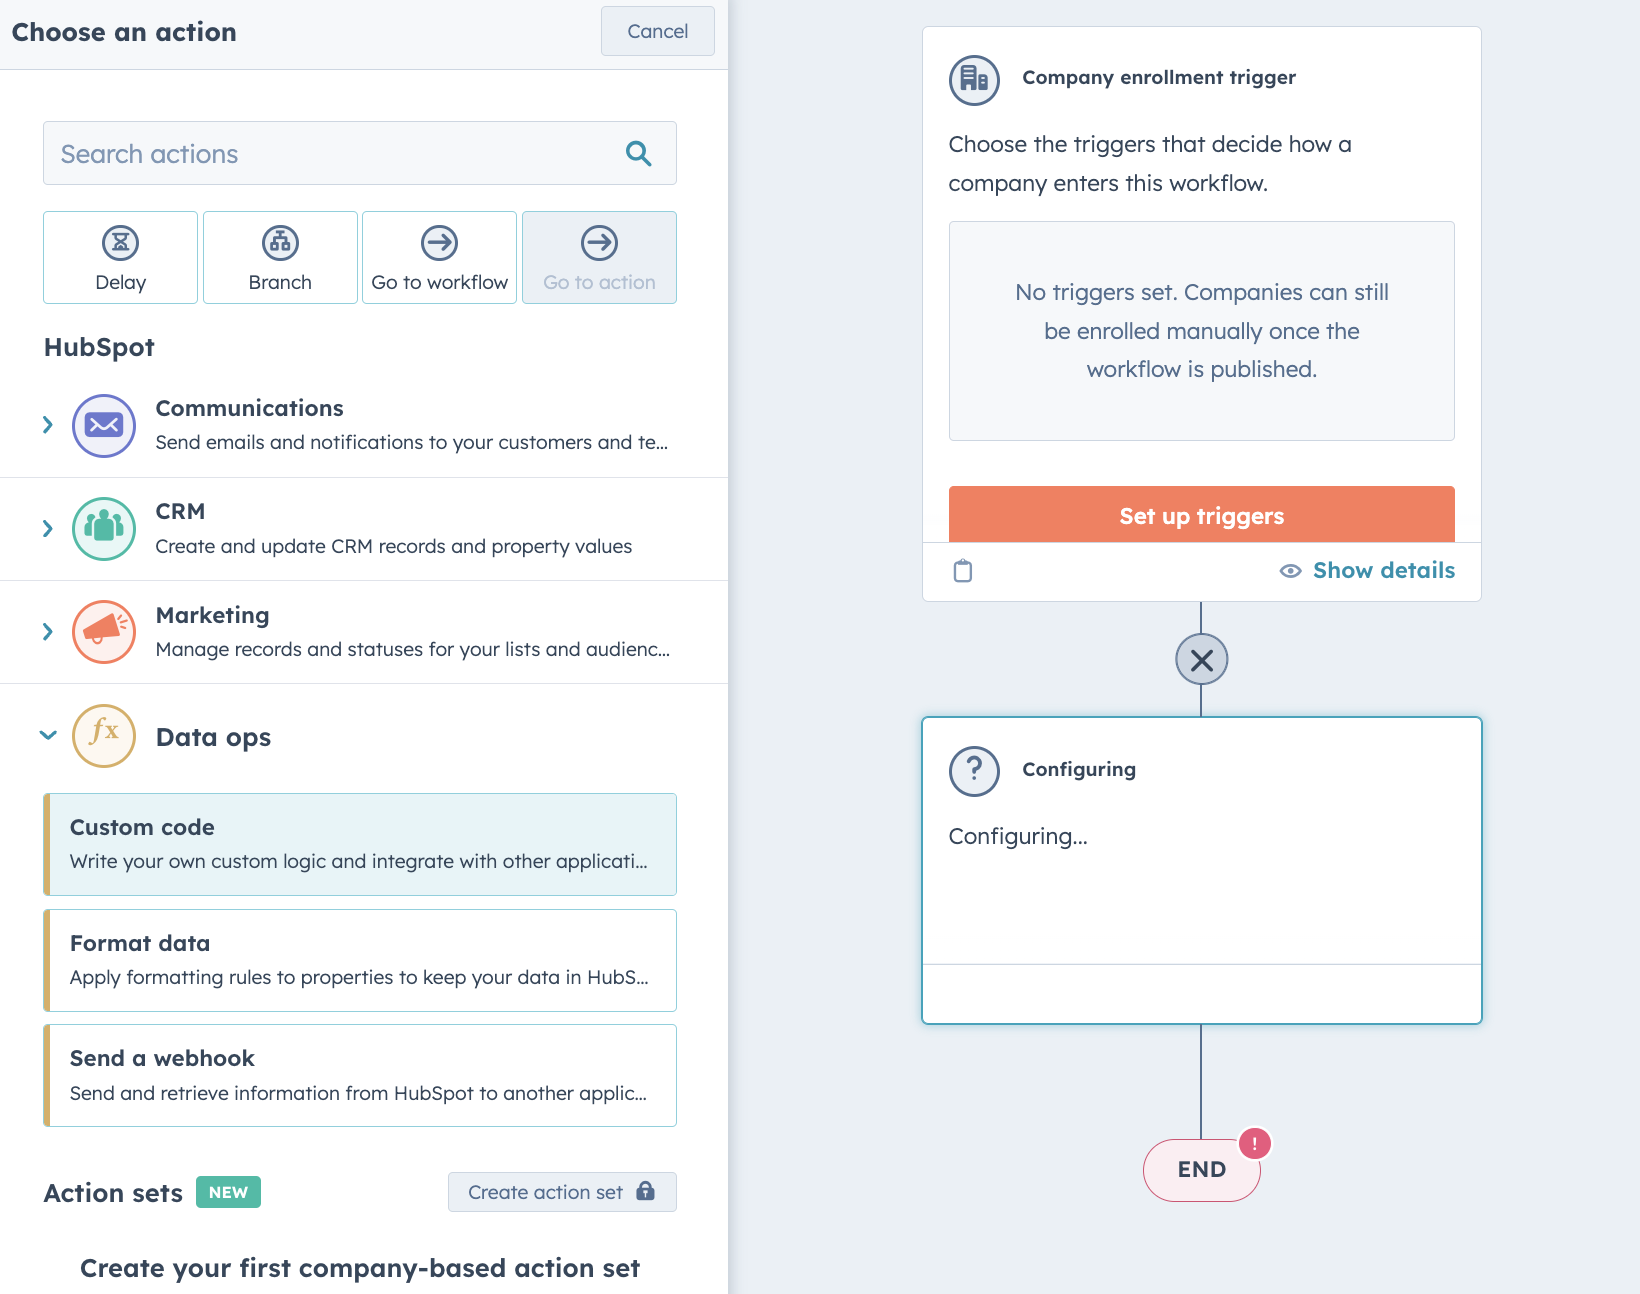 Choose an action
Cancel
Search actions
Delay
Branch
Go to workflow
Go to action
HubSpot
Communications
Send emails and notifications to your customers and te...
CRM
Create and update CRM records and property values
Marketing
Manage records and statuses for your lists and audienc...
fx
Data ops
Custom code
Write your own custom logic and integrate with other applicati...
Format data
Apply formatting rules to properties to keep your data in HubS...
Send a webhook
Send and retrieve information from HubSpot to another applic...
Action sets
NEW
Create action set
Create your first company-based action set
Company enrollment trigger
Choose the triggers that decide how a
company enters this workflow.
No triggers set. Companies can still
be enrolled manually once the
workflow is published.
Set up triggers
Show details
?
Configuring
Configuring...
!
END